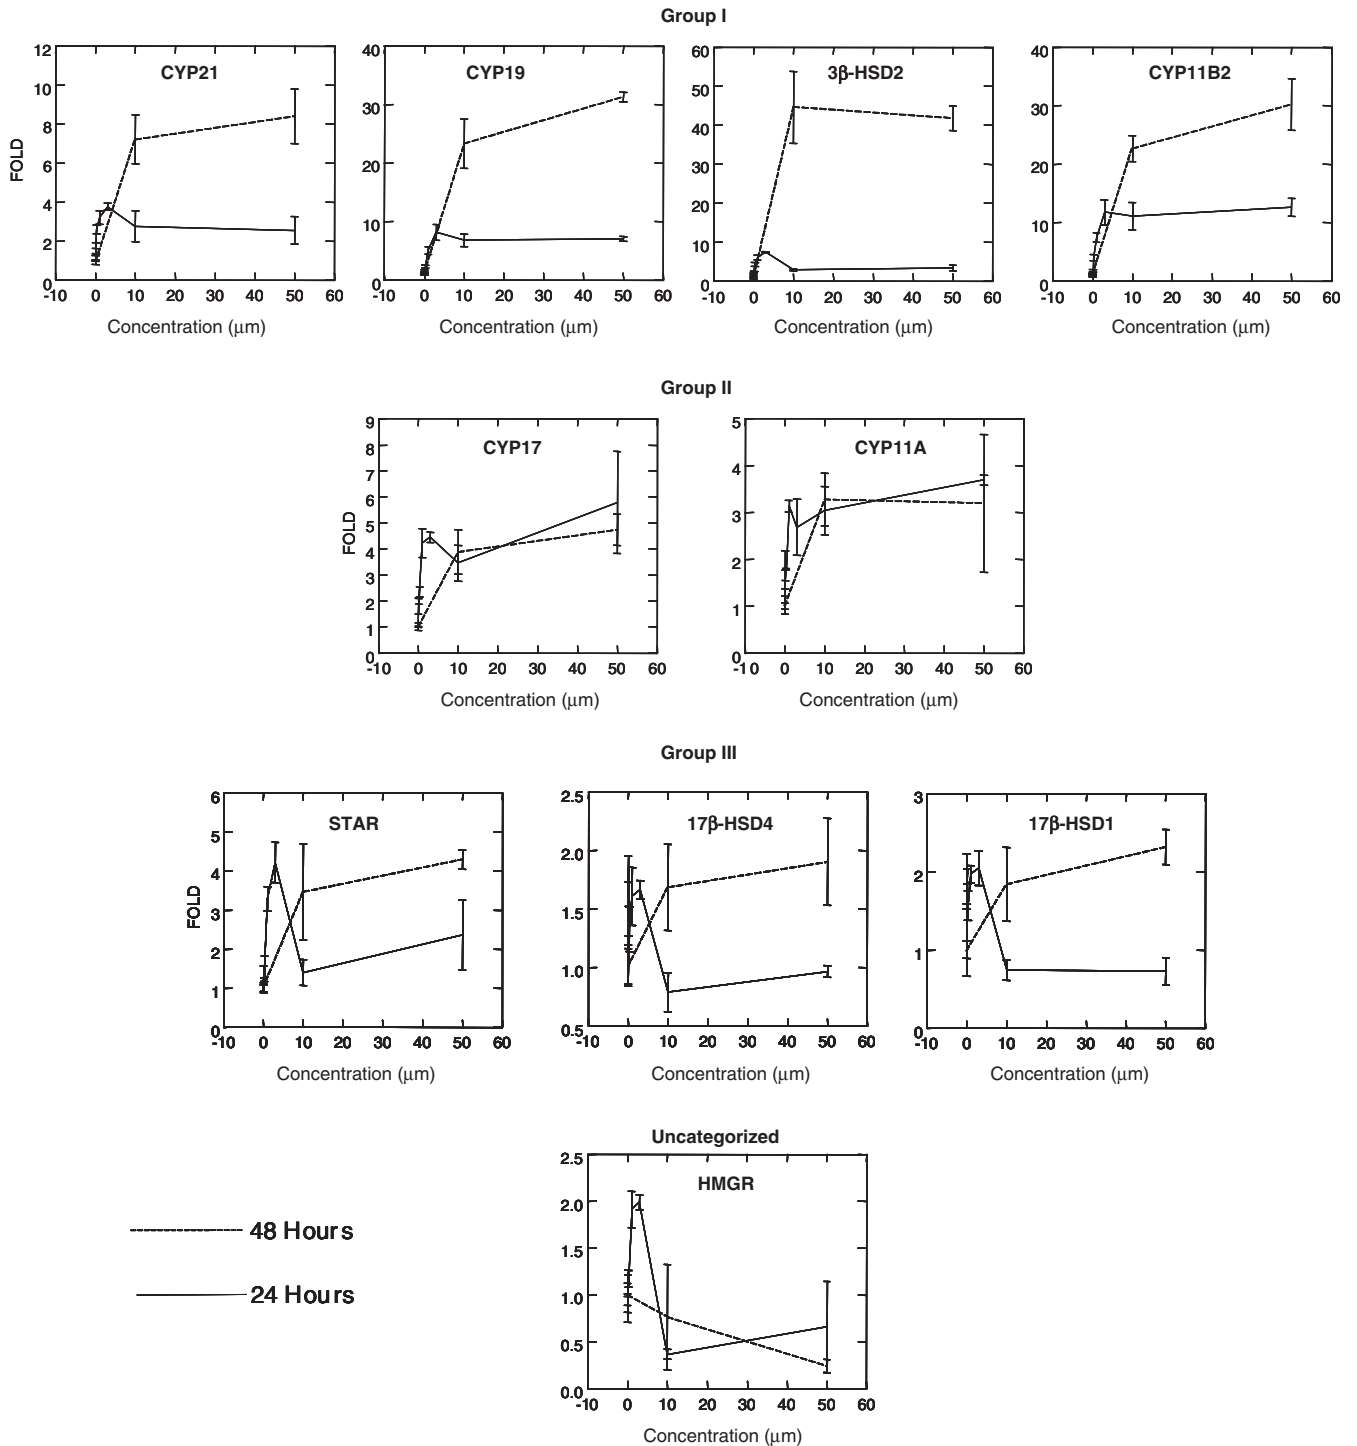 Group I
CYP21
CYP19
3β-HSD2
CYP11B2
FOLD
12
10
8
6
4
2
0
-10 0 10 20 30 40 50 60
Concentration (μm)
40
30
20
10
0
-10 0 10 20 30 40 50 60
Concentration (μm)
60
50
40
30
20
10
0
-10 0 10 20 30 40 50 60
Concentration (μm)
40
30
20
10
0
-10 0 10 20 30 40 50 60
Concentration (μm)
Group II
CYP17
CYP11A
FOLD
9
8
7
6
5
4
3
2
1
0
-10 0 10 20 30 40 50 60
Concentration (μm)
5
4
3
2
1
0
-10 0 10 20 30 40 50 60
Concentration (μm)
Group III
STAR
17β-HSD4
17β-HSD1
FOLD
6
5
4
3
2
1
0
-10 0 10 20 30 40 50 60
Concentration (μm)
2.5
2.0
1.5
1.0
0.5
-10 0 10 20 30 40 50 60
Concentration (μm)
3
2
1
0
-10 0 10 20 30 40 50 60
Concentration (μm)
Uncategorized
HMGR
2.5
2.0
1.5
1.0
0.5
0.0
-10 0 10 20 30 40 50 60
Concentration (μm)
48 Hours
24 Hours